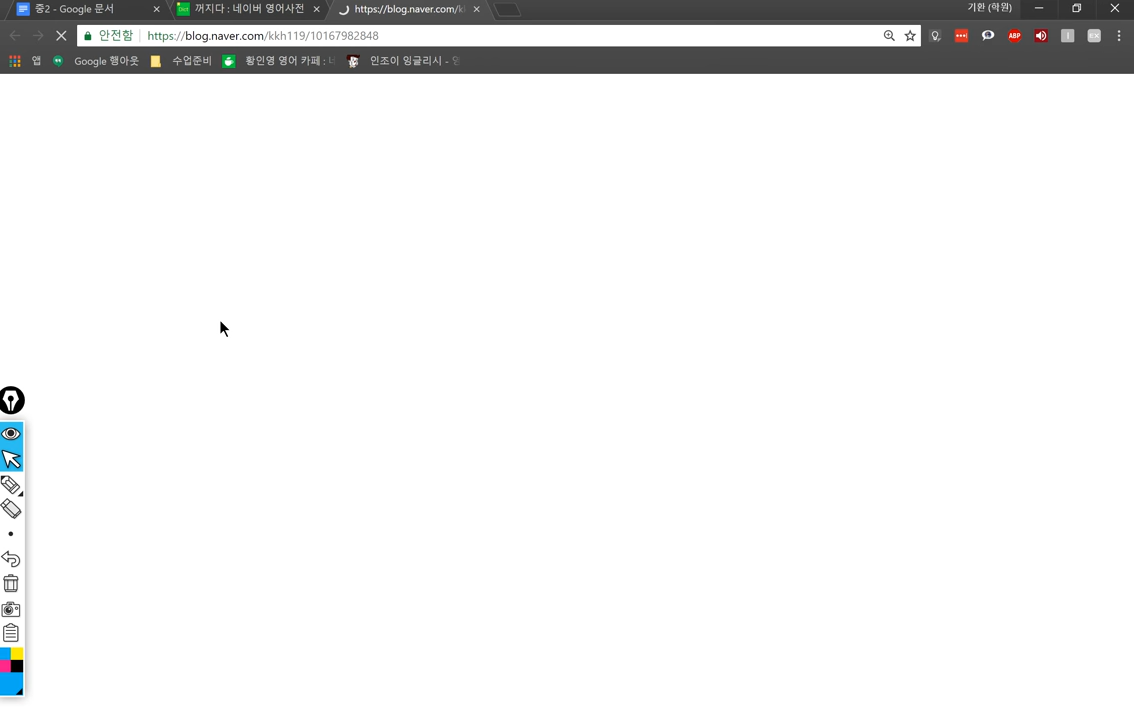 중2 - Google 문서
꺼지다 : 네이버 영어사전
https://blog.naver.com/k
기환 (학원)
안전함
https://blog.naver.com/kkh119/10167982848
ABP
앱
Google 행아웃
수업준비
황인영 영어 카페 :
인조이 잉글리시 -